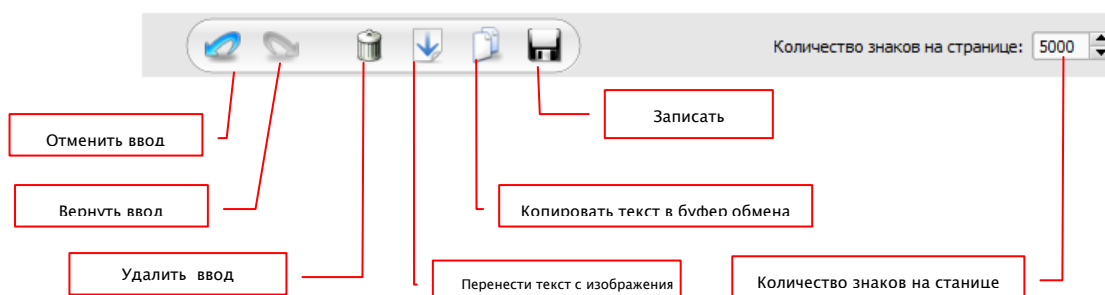 Количество знаков на странице: 5000
Записать
Отменить ввод
Вернуть ввод
Копировать текст в буфер обмена
Удалить ввод
Перенести текст с изображения
Количество знаков на станице